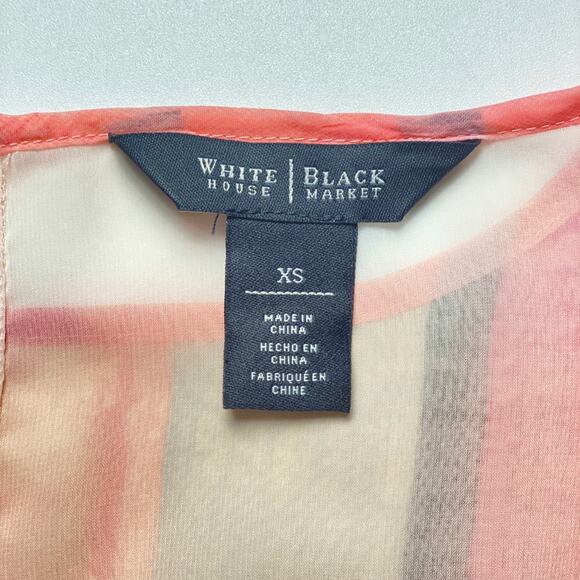 WHITE | BLACK
HOUSE | MARKET
XS
MADE IN
CHINA
HECHO EN
CHINA
FABRIQUÉ EN
CHINE